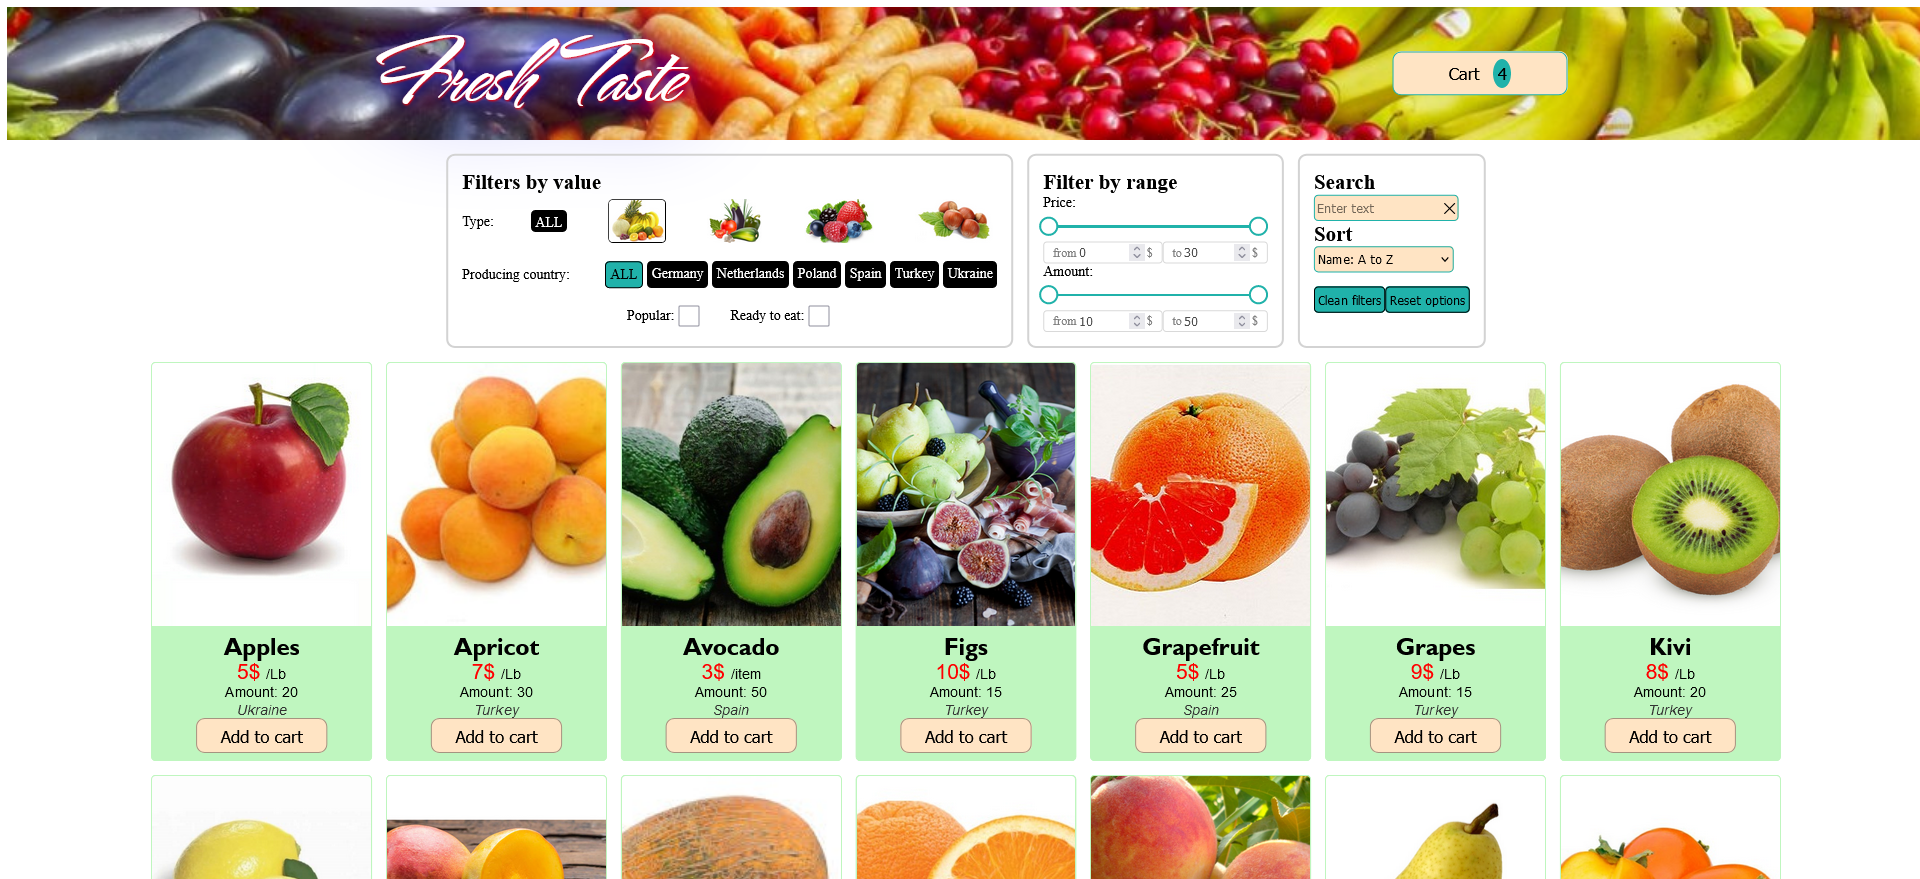 Fresh Taste
Cart 4
Filters by value
Type: ALL
Producing country: ALL Germany Netherlands Poland Spain Turkey Ukraine
Popular: Ready to eat:
Filter by range
Price:
from 0 $ to 30 $
Amount:
from 10 $ to 50 $
Search
Enter text
Sort
Name: A to Z
Clean filters Reset options
Apples
5$ /Lb
Amount: 20
Ukraine
Add to cart
Apricot
7$ /Lb
Amount: 30
Turkey
Add to cart
Avocado
3$ /item
Amount: 50
Spain
Add to cart
Figs
10$ /Lb
Amount: 15
Turkey
Add to cart
Grapefruit
5$ /Lb
Amount: 25
Spain
Add to cart
Grapes
9$ /Lb
Amount: 15
Turkey
Add to cart
Kivi
8$ /Lb
Amount: 20
Turkey
Add to cart